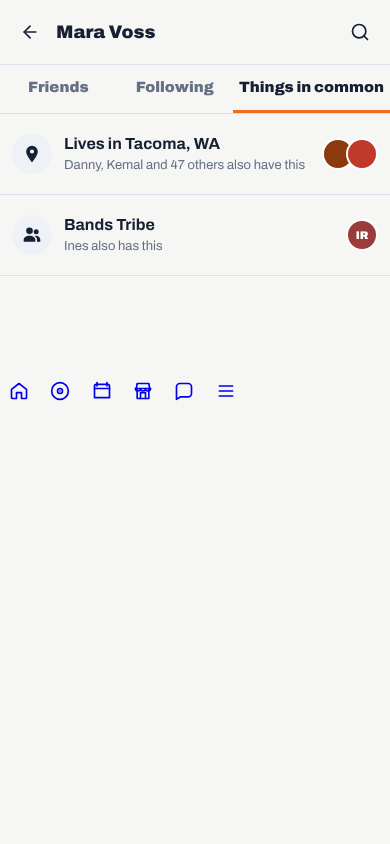 Mara Voss
Friends
Following
Things in common
Lives in Tacoma, WA
Danny, Kemal and 47 others also have this
Bands Tribe
Ines also has this
IR